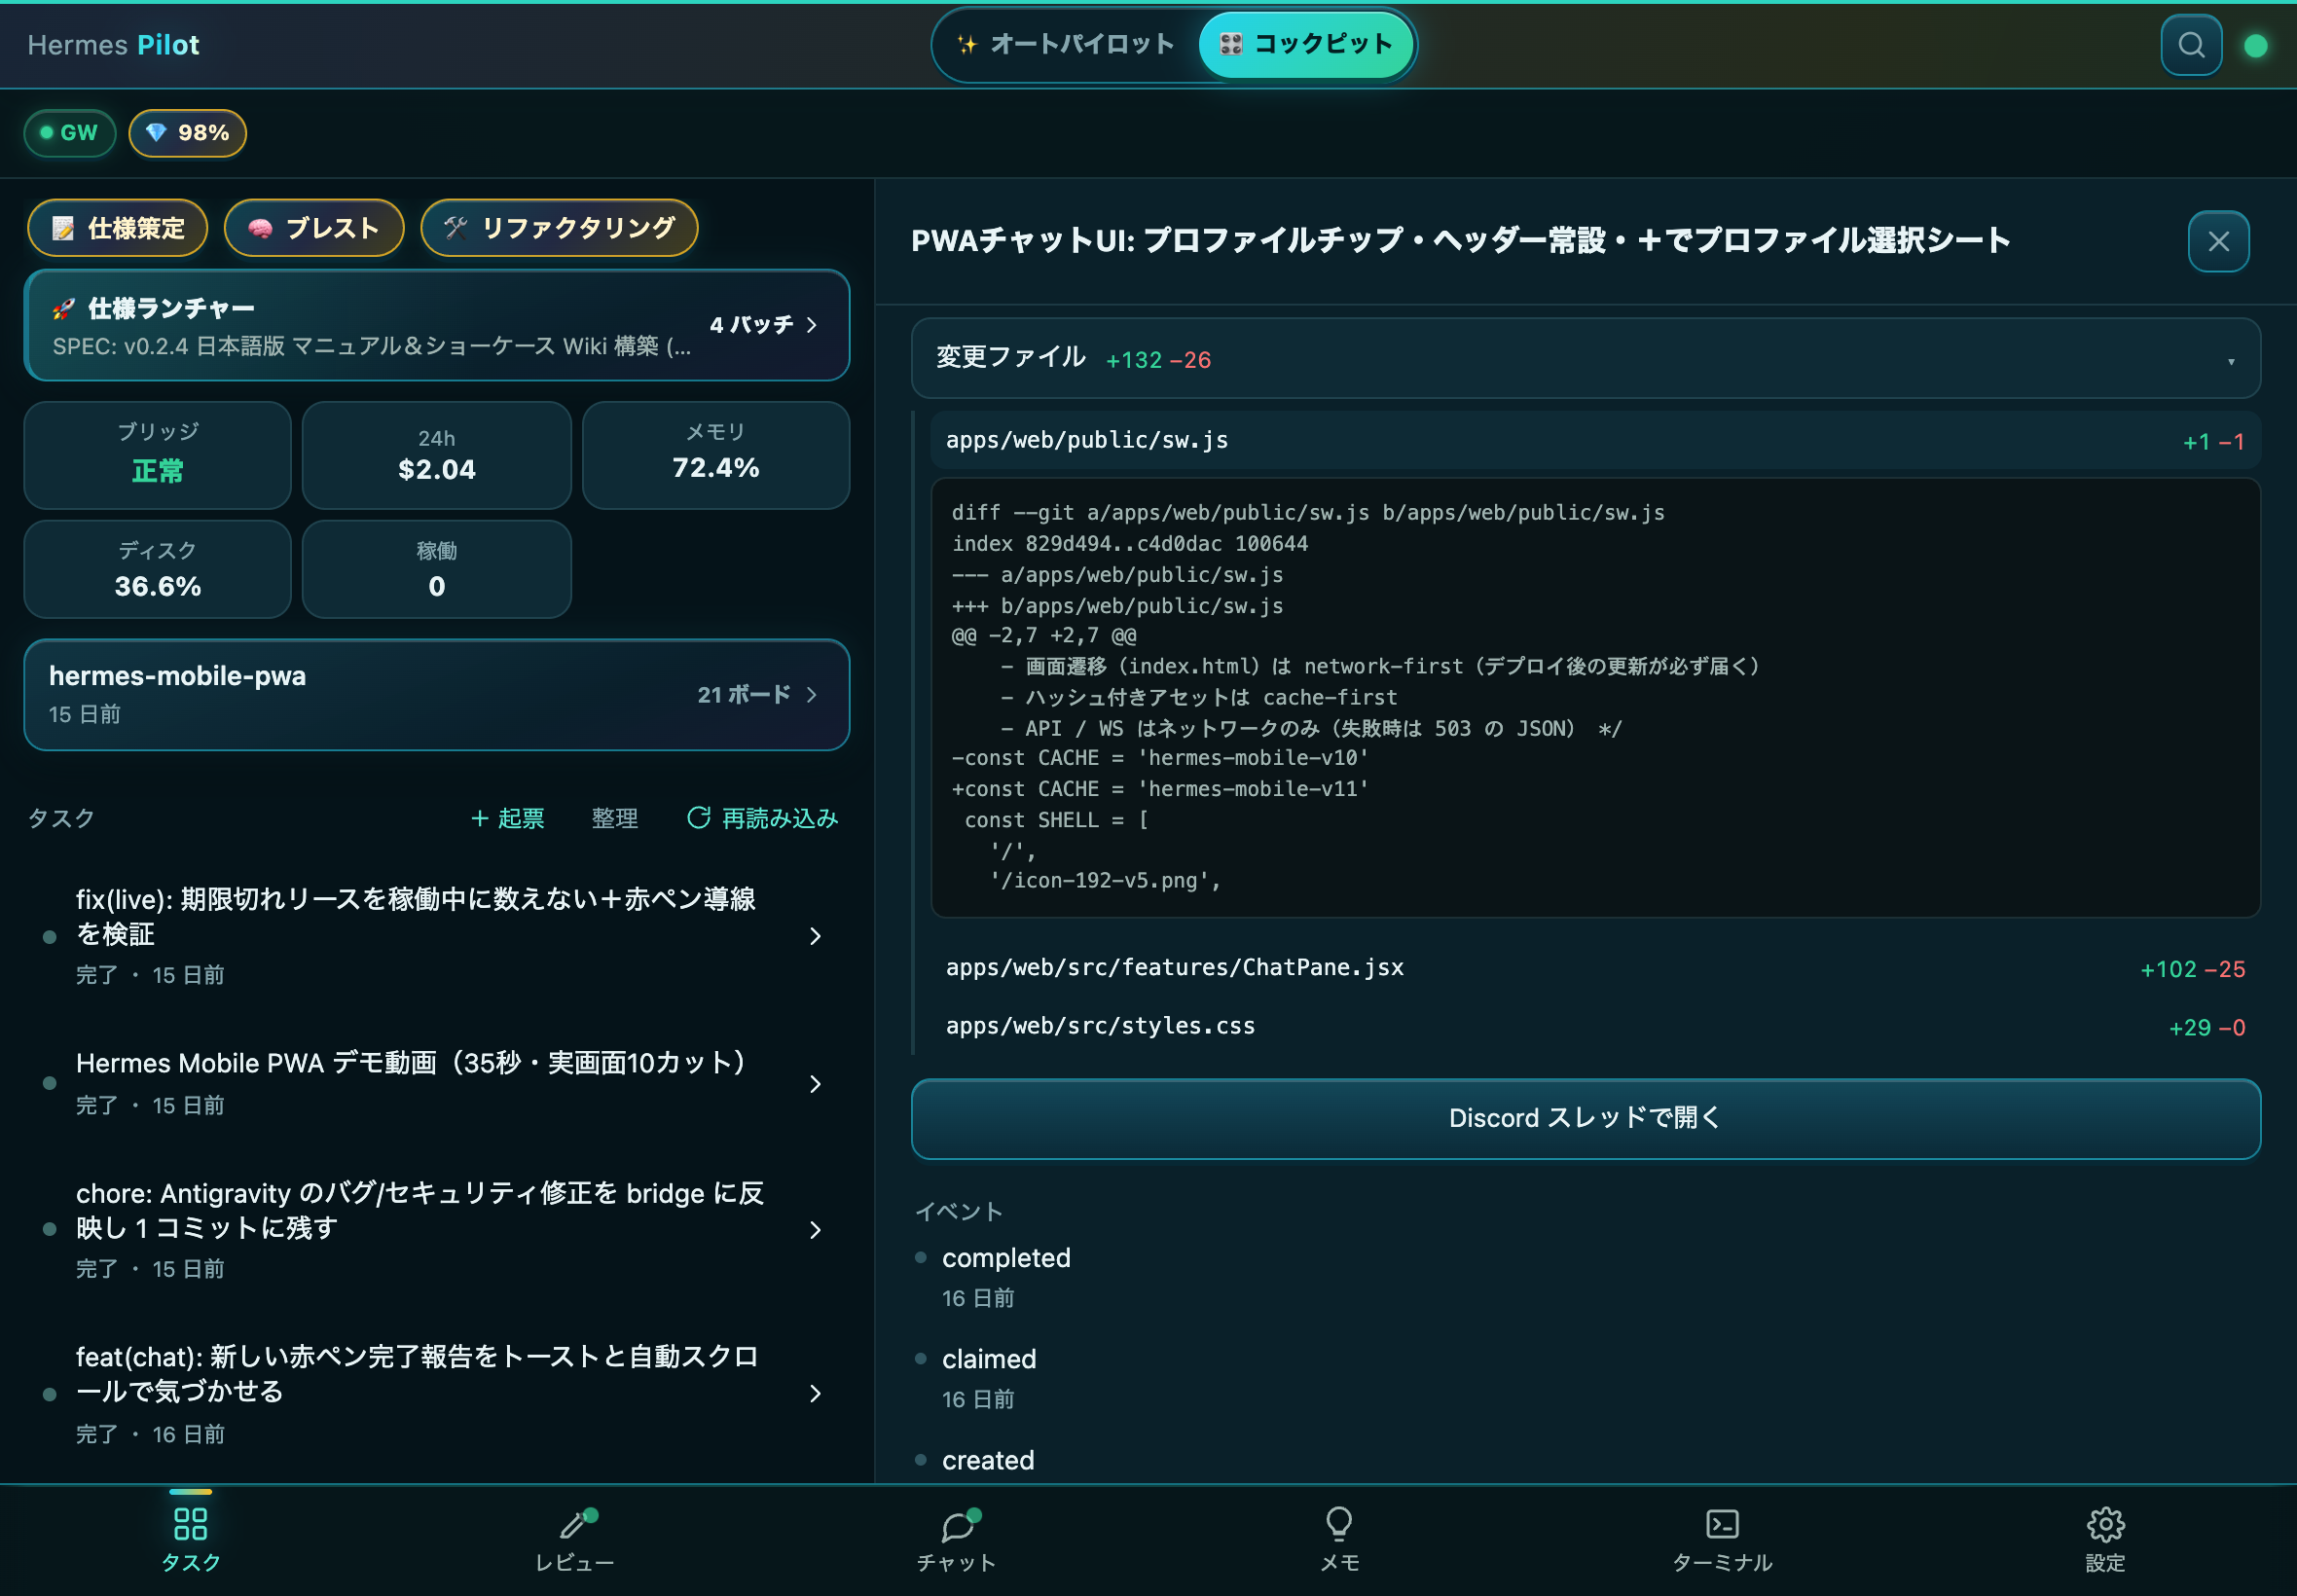 Hermes Pilot
✨ オートパイロット
🎛️ コックピット
GW
💎 98%
📝 仕様策定
🧠 ブレスト
🛠️ リファクタリング
🚀 仕様ランチャー
SPEC: v0.2.4 日本語版 マニュアル＆ショーケース Wiki 構築 (...
4 バッチ
ブリッジ
正常
24h
$2.04
メモリ
72.4%
ディスク
36.6%
稼働
0
hermes-mobile-pwa
15 日前
21 ボード
タスク
+ 起票
整理
再読み込み
fix(live): 期限切れリースを稼働中に数えない＋赤ペン導線
を検証
完了 ・ 15 日前
Hermes Mobile PWA デモ動画（35秒・実画面10カット）
完了 ・ 15 日前
chore: Antigravity のバグ/セキュリティ修正を bridge に反
映し 1 コミットに残す
完了 ・ 15 日前
feat(chat): 新しい赤ペン完了報告をトーストと自動スクロ
ールで気づかせる
完了 ・ 16 日前
PWAチャットUI: プロファイルチップ・ヘッダー常設・＋でプロファイル選択シート
変更ファイル +132 −26
apps/web/public/sw.js
+1 −1
diff --git a/apps/web/public/sw.js b/apps/web/public/sw.js
index 829d494..c4d0dac 100644
--- a/apps/web/public/sw.js
+++ b/apps/web/public/sw.js
@@ -2,7 +2,7 @@
    - 画面遷移（index.html）は network-first（デプロイ後の更新が必ず届く）
    - ハッシュ付きアセットは cache-first
    - API / WS はネットワークのみ（失敗時は 503 の JSON） */
-const CACHE = 'hermes-mobile-v10'
+const CACHE = 'hermes-mobile-v11'
 const SHELL = [
   '/',
   '/icon-192-v5.png',
apps/web/src/features/ChatPane.jsx
+102 −25
apps/web/src/styles.css
+29 −0
Discord スレッドで開く
イベント
completed
16 日前
claimed
16 日前
created
タスク
レビュー
チャット
メモ
ターミナル
設定